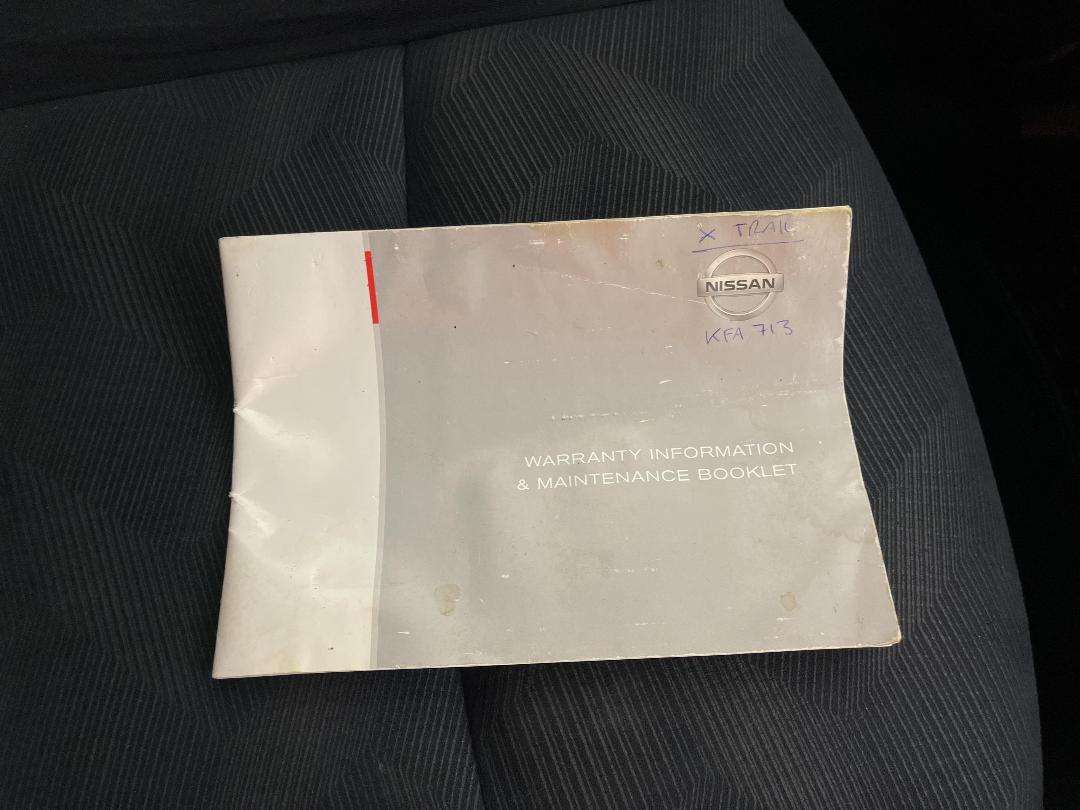 X TRAIL
NISSAN
KFA 713
WARRANTY INFORMATION
& MAINTENANCE BOOKLET